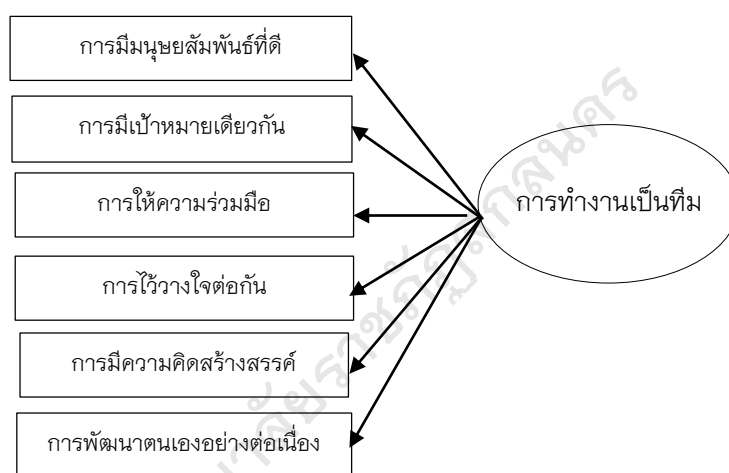 การมีมนุษยสัมพันธ์ที่ดี
การมีเป้าหมายเดียวกัน
การให้ความร่วมมือ
การทำงานเป็นทีม
การไว้วางใจต่อกัน
การมีความคิดสร้างสรรค์
การพัฒนาตนเองอย่างต่อเนื่อง